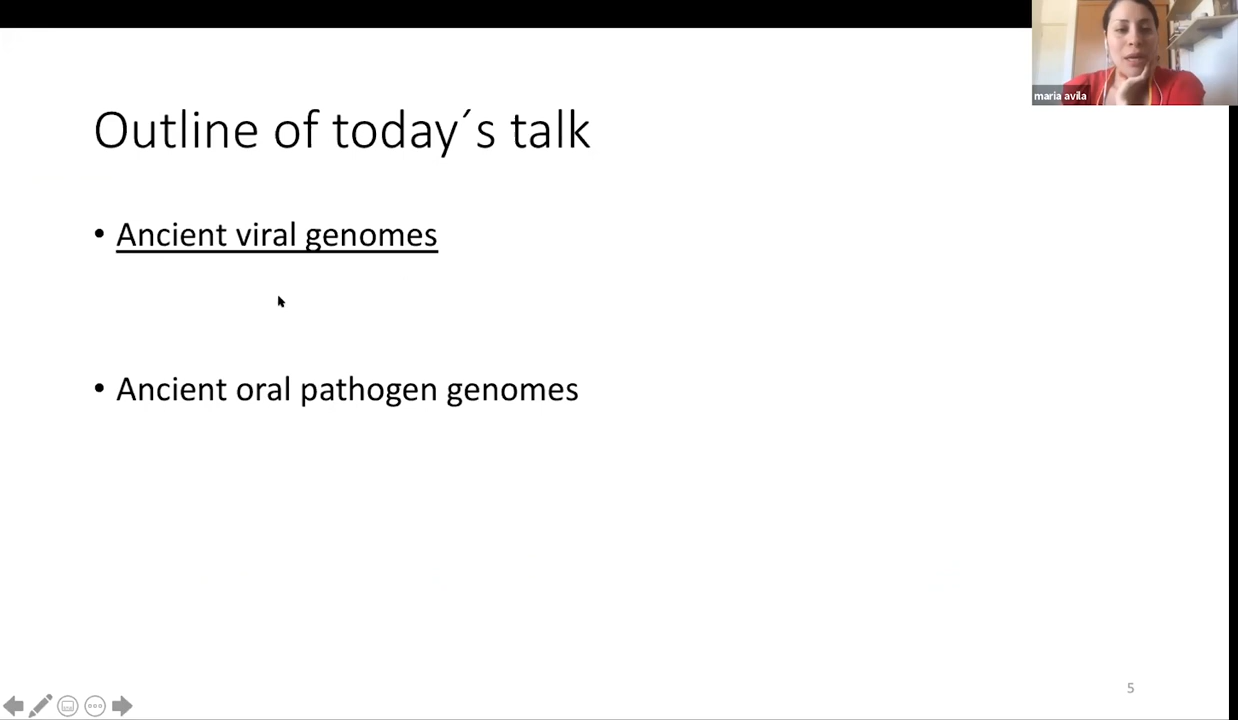 maria avila
Outline of today´s talk
• Ancient viral genomes
• Ancient oral pathogen genomes
5